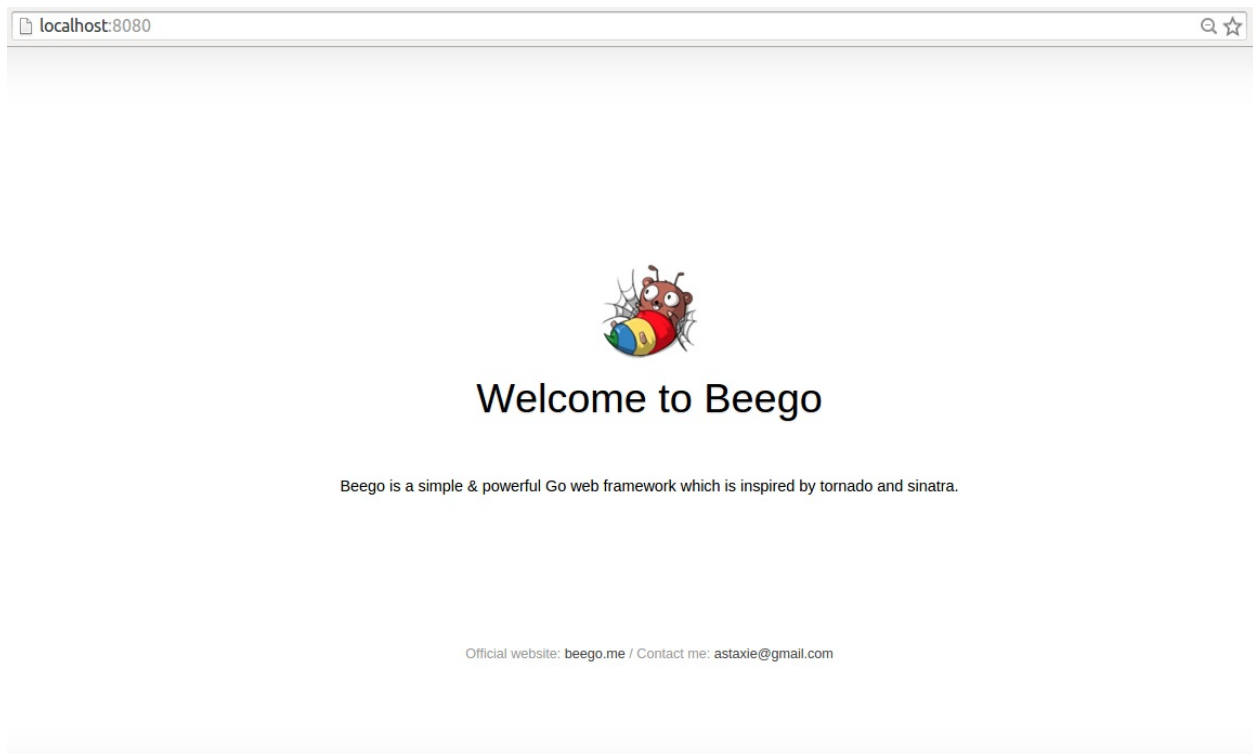 localhost:8080
Welcome to Beego
Beego is a simple & powerful Go web framework which is inspired by tornado and sinatra.
Official website: beego.me / Contact me: astaxie@gmail.com